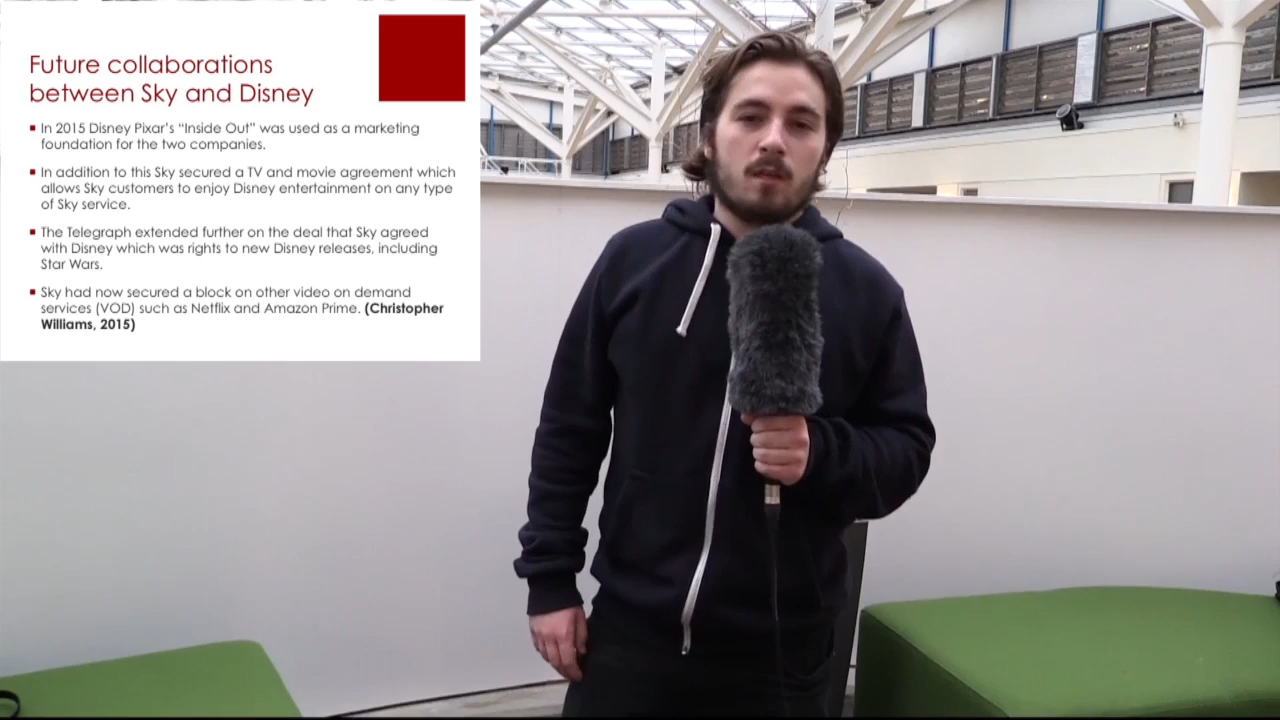 Future collaborations
between Sky and Disney
▪ In 2015 Disney Pixar's “Inside Out” was used as a marketing
foundation for the two companies.
▪ In addition to this Sky secured a TV and movie agreement which
allows Sky customers to enjoy Disney entertainment on any type
of Sky service.
▪ The Telegraph extended further on the deal that Sky agreed
with Disney which was rights to new Disney releases, including
Star Wars.
▪ Sky had now secured a block on other video on demand
services (VOD) such as Netflix and Amazon Prime. (Christopher
Williams, 2015)